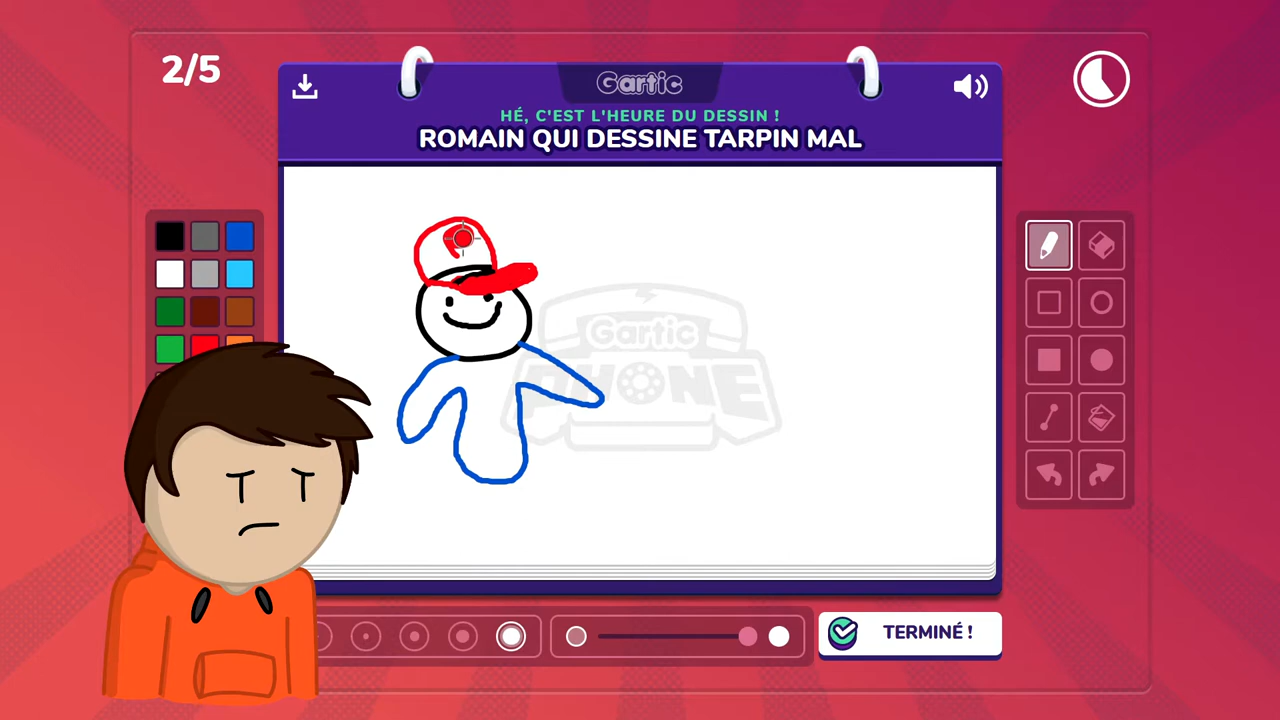 2/5
Gartic
HÉ, C'EST L'HEURE DU DESSIN !
ROMAIN QUI DESSINE TARPIN MAL
Gartic
PHONE
TERMINÉ !